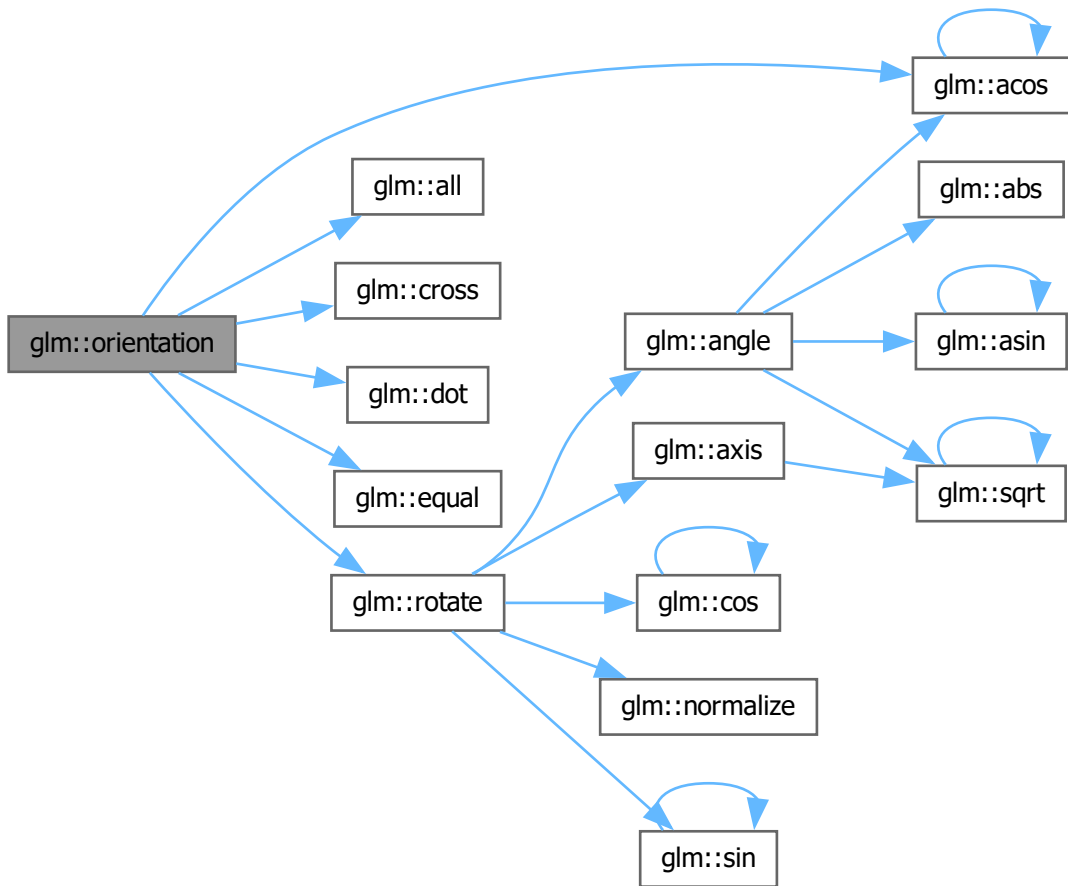 glm::acos
glm::all
glm::abs
glm::cross
glm::orientation
glm::angle
glm::asin
glm::dot
glm::axis
glm::equal
glm::sqrt
glm::rotate
glm::cos
glm::normalize
glm::sin